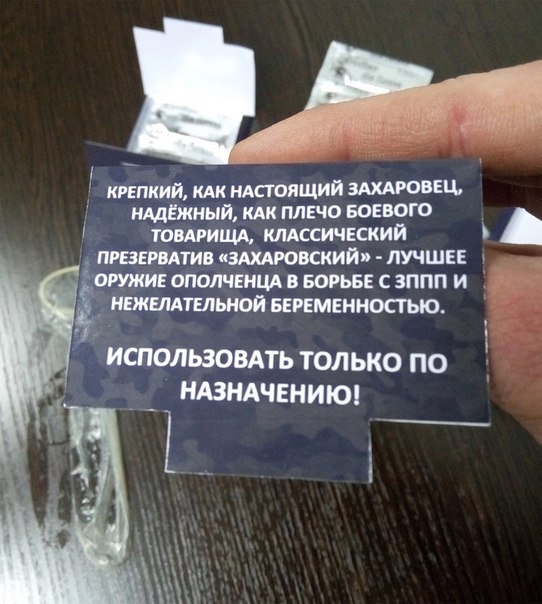 КРЕПКИЙ, КАК НАСТОЯЩИЙ ЗАХАРОВЕЦ,
НАДЁЖНЫЙ, КАК ПЛЕЧО БОЕВОГО
ТОВАРИЩА, КЛАССИЧЕСКИЙ
ПРЕЗЕРВАТИВ «ЗАХАРОВСКИЙ» - ЛУЧШЕЕ
ОРУЖИЕ ОПОЛЧЕНЦА В БОРЬБЕ С ЗППП И
НЕЖЕЛАТЕЛЬНОЙ БЕРЕМЕННОСТЬЮ.
ИСПОЛЬЗОВАТЬ ТОЛЬКО ПО
НАЗНАЧЕНИЮ!